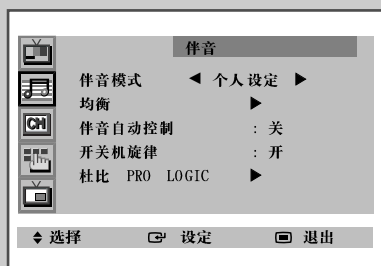 伴音
伴音模式 ◀ 个人设定 ▶
均衡 ▶
CH 伴音自动控制 : 关
开关机旋律 : 开
杜比 PRO LOGIC ▶
选择 设定 退出